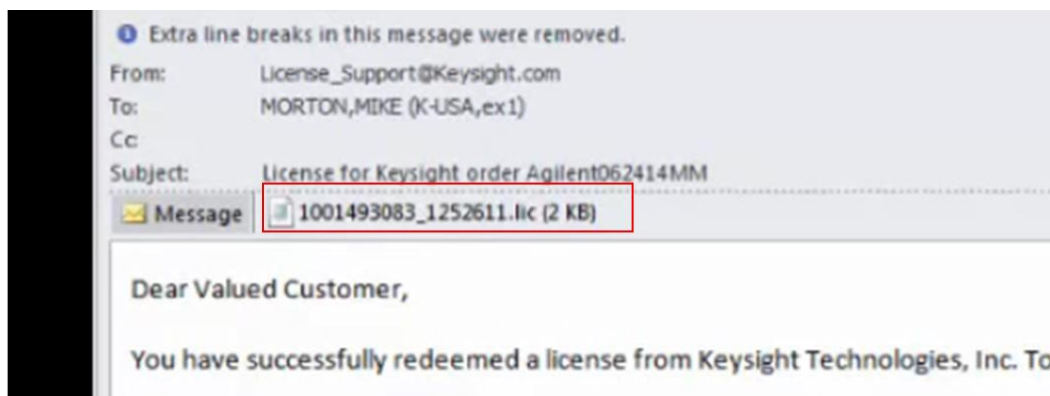 Extra line breaks in this message were removed.
From: License_Support@Keysight.com
To: MORTON,MIKE (K-USA,ex1)
Cc
Subject: License for Keysight order Agilent062414MM
Message 1001493083_1252611.lic (2 KB)
Dear Valued Customer,
You have successfully redeemed a license from Keysight Technologies, Inc. To